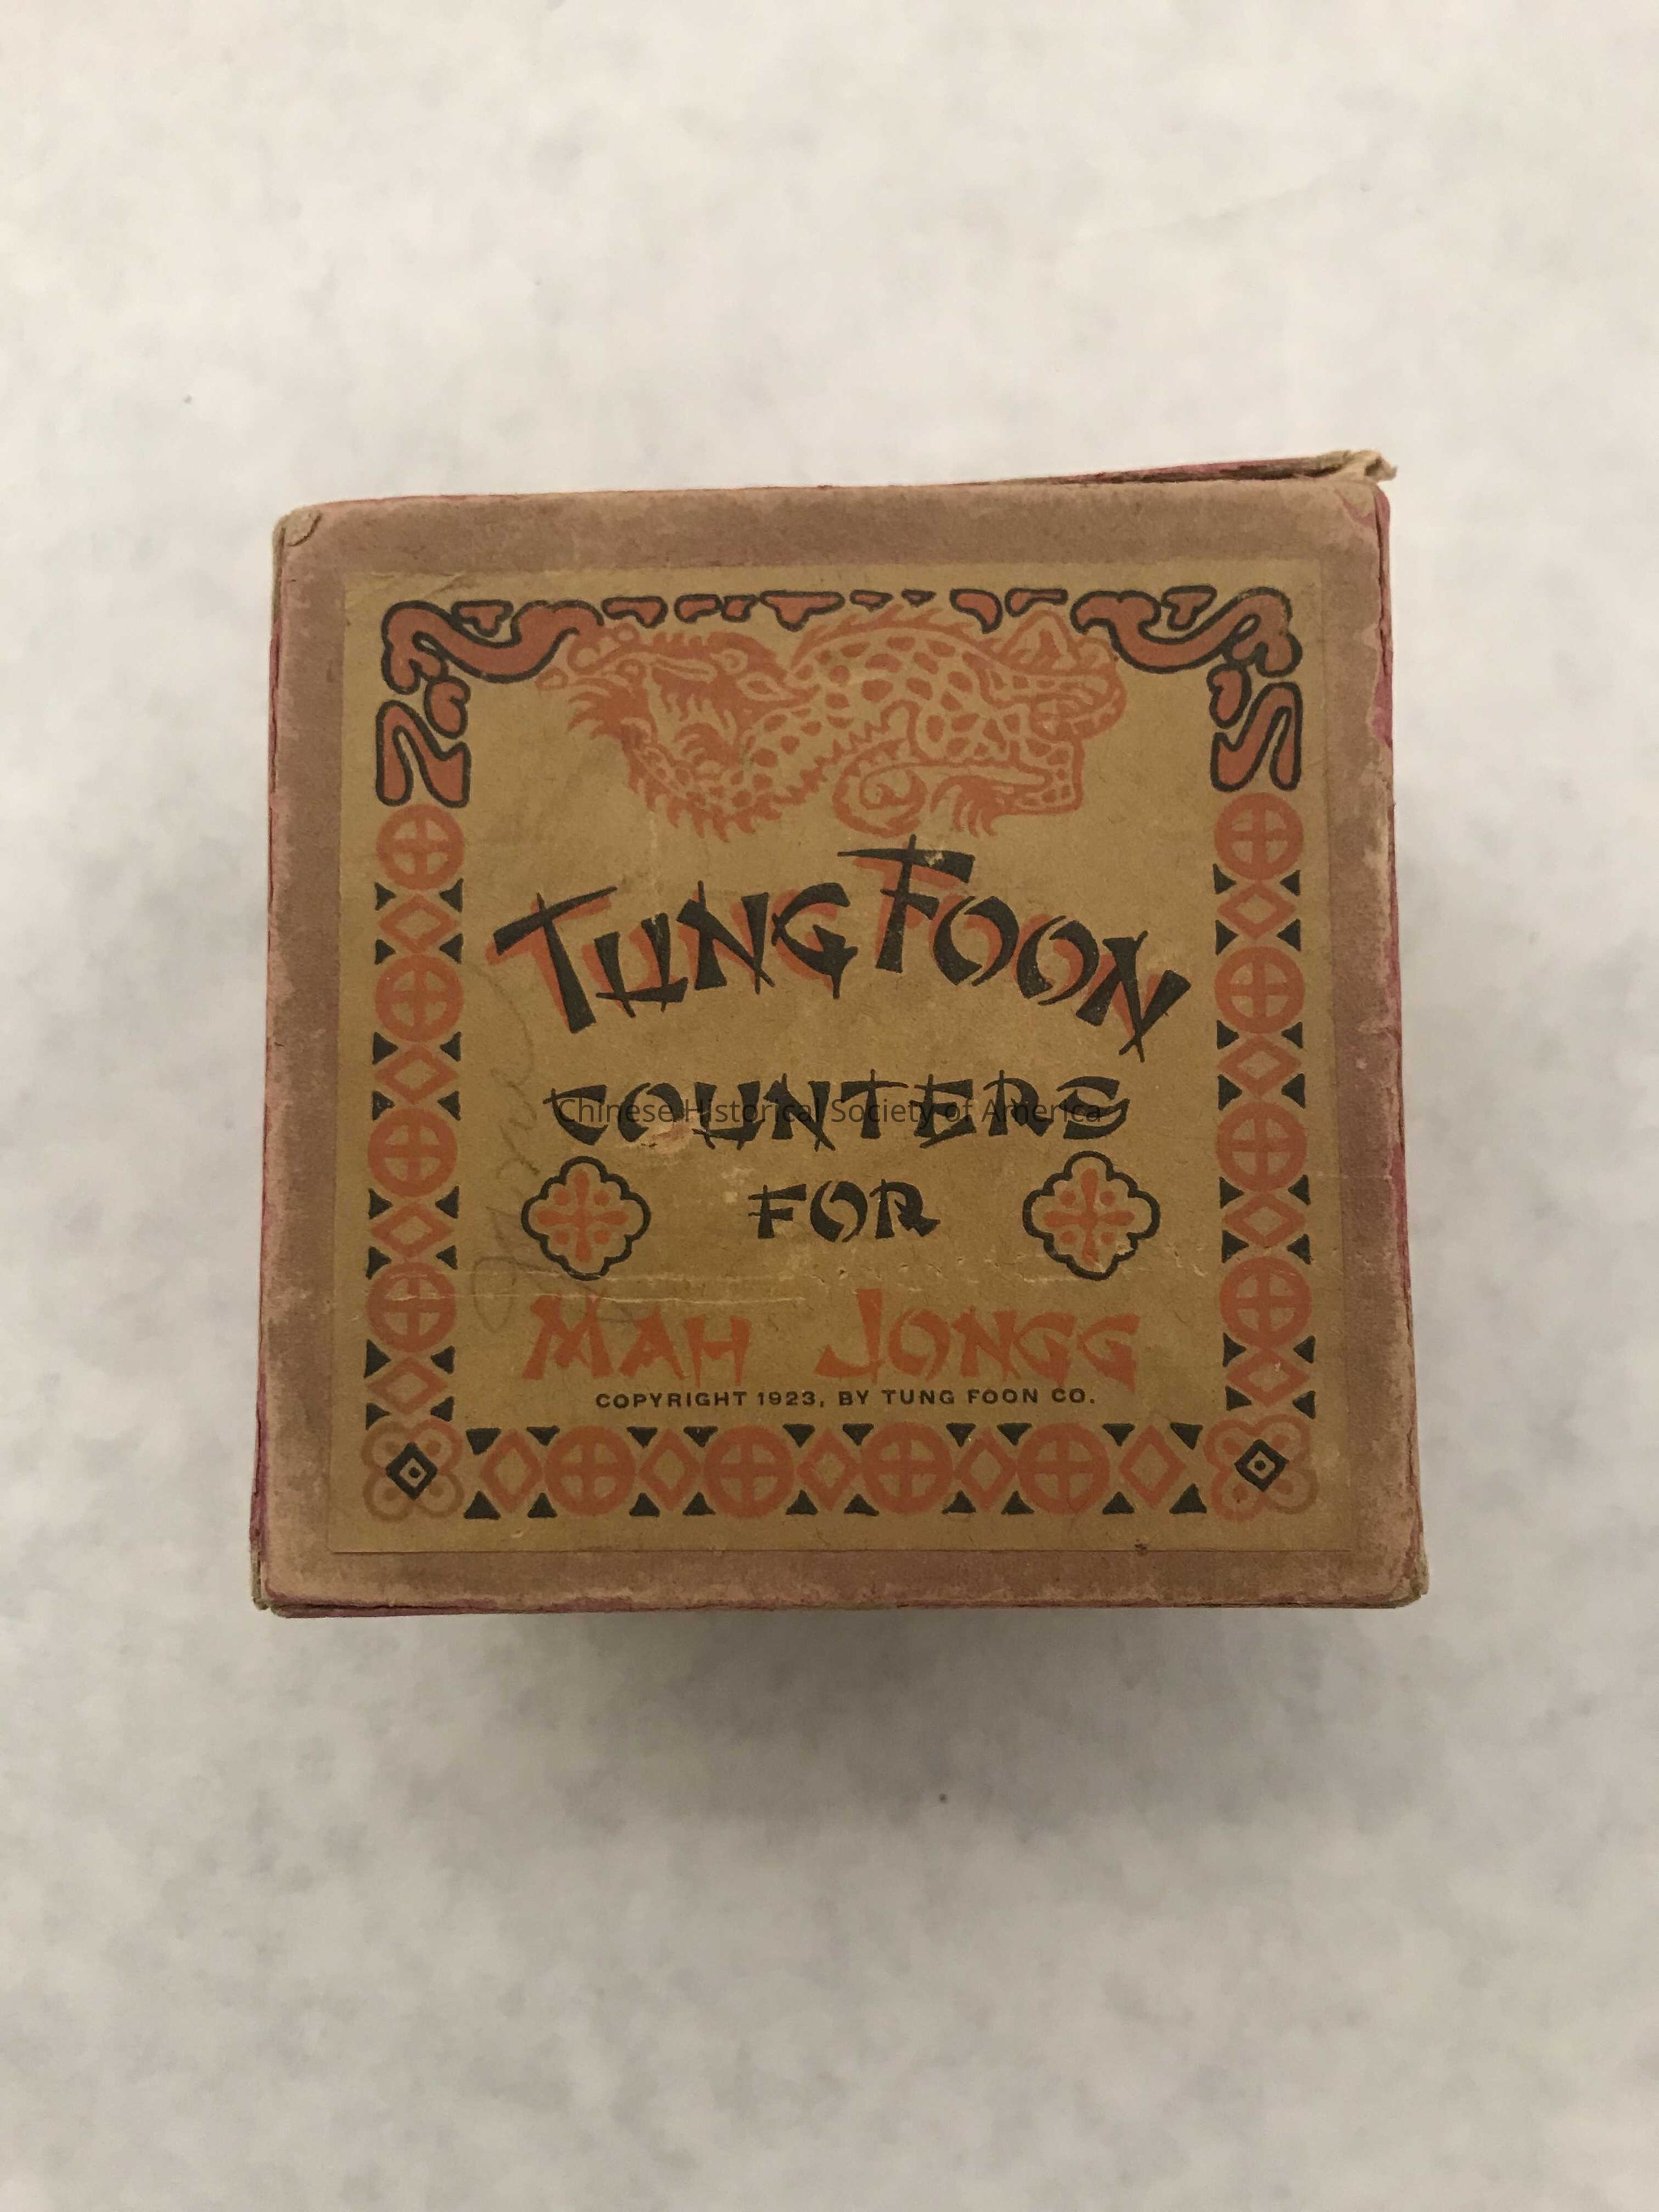 TUNG FOON
COUNTERS
Chinese Historical Society of America
FOR
MAH JONGG
COPYRIGHT 1923, BY TUNG FOON CO.